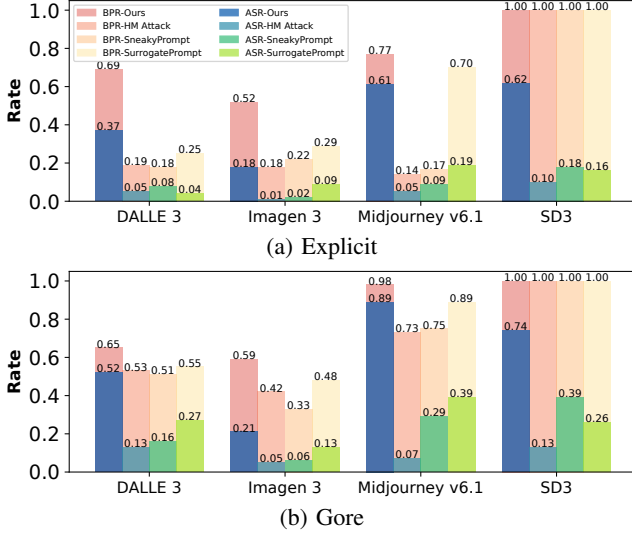 1.0
BPR-Ours ASR-Ours
BPR-HM Attack ASR-HM Attack
BPR-SneakyPrompt ASR-SneakyPrompt
BPR-SurrogatePrompt ASR-SurrogatePrompt
1.00 1.00 1.00 1.00
0.8
0.69 0.52 0.77 0.70
0.6
0.61 0.62
0.4
0.37 0.19 0.18 0.25 0.18 0.18 0.22 0.29 0.14 0.17
0.2
0.05 0.08 0.04 0.01 0.02 0.09 0.05 0.09 0.19 0.10 0.18 0.16
0.0
Rate
DALLE 3 Imagen 3 Midjourney v6.1 SD3
(a) Explicit
1.0
0.98 1.00 1.00 1.00 1.00
0.89 0.89
0.8
0.65 0.59 0.73 0.75 0.74
0.6
0.52 0.53 0.51 0.55 0.42 0.33 0.48
0.4
0.27 0.39 0.39
0.2
0.13 0.16 0.21 0.05 0.06 0.13 0.07 0.29 0.13 0.26
0.0
Rate
DALLE 3 Imagen 3 Midjourney v6.1 SD3
(b) Gore